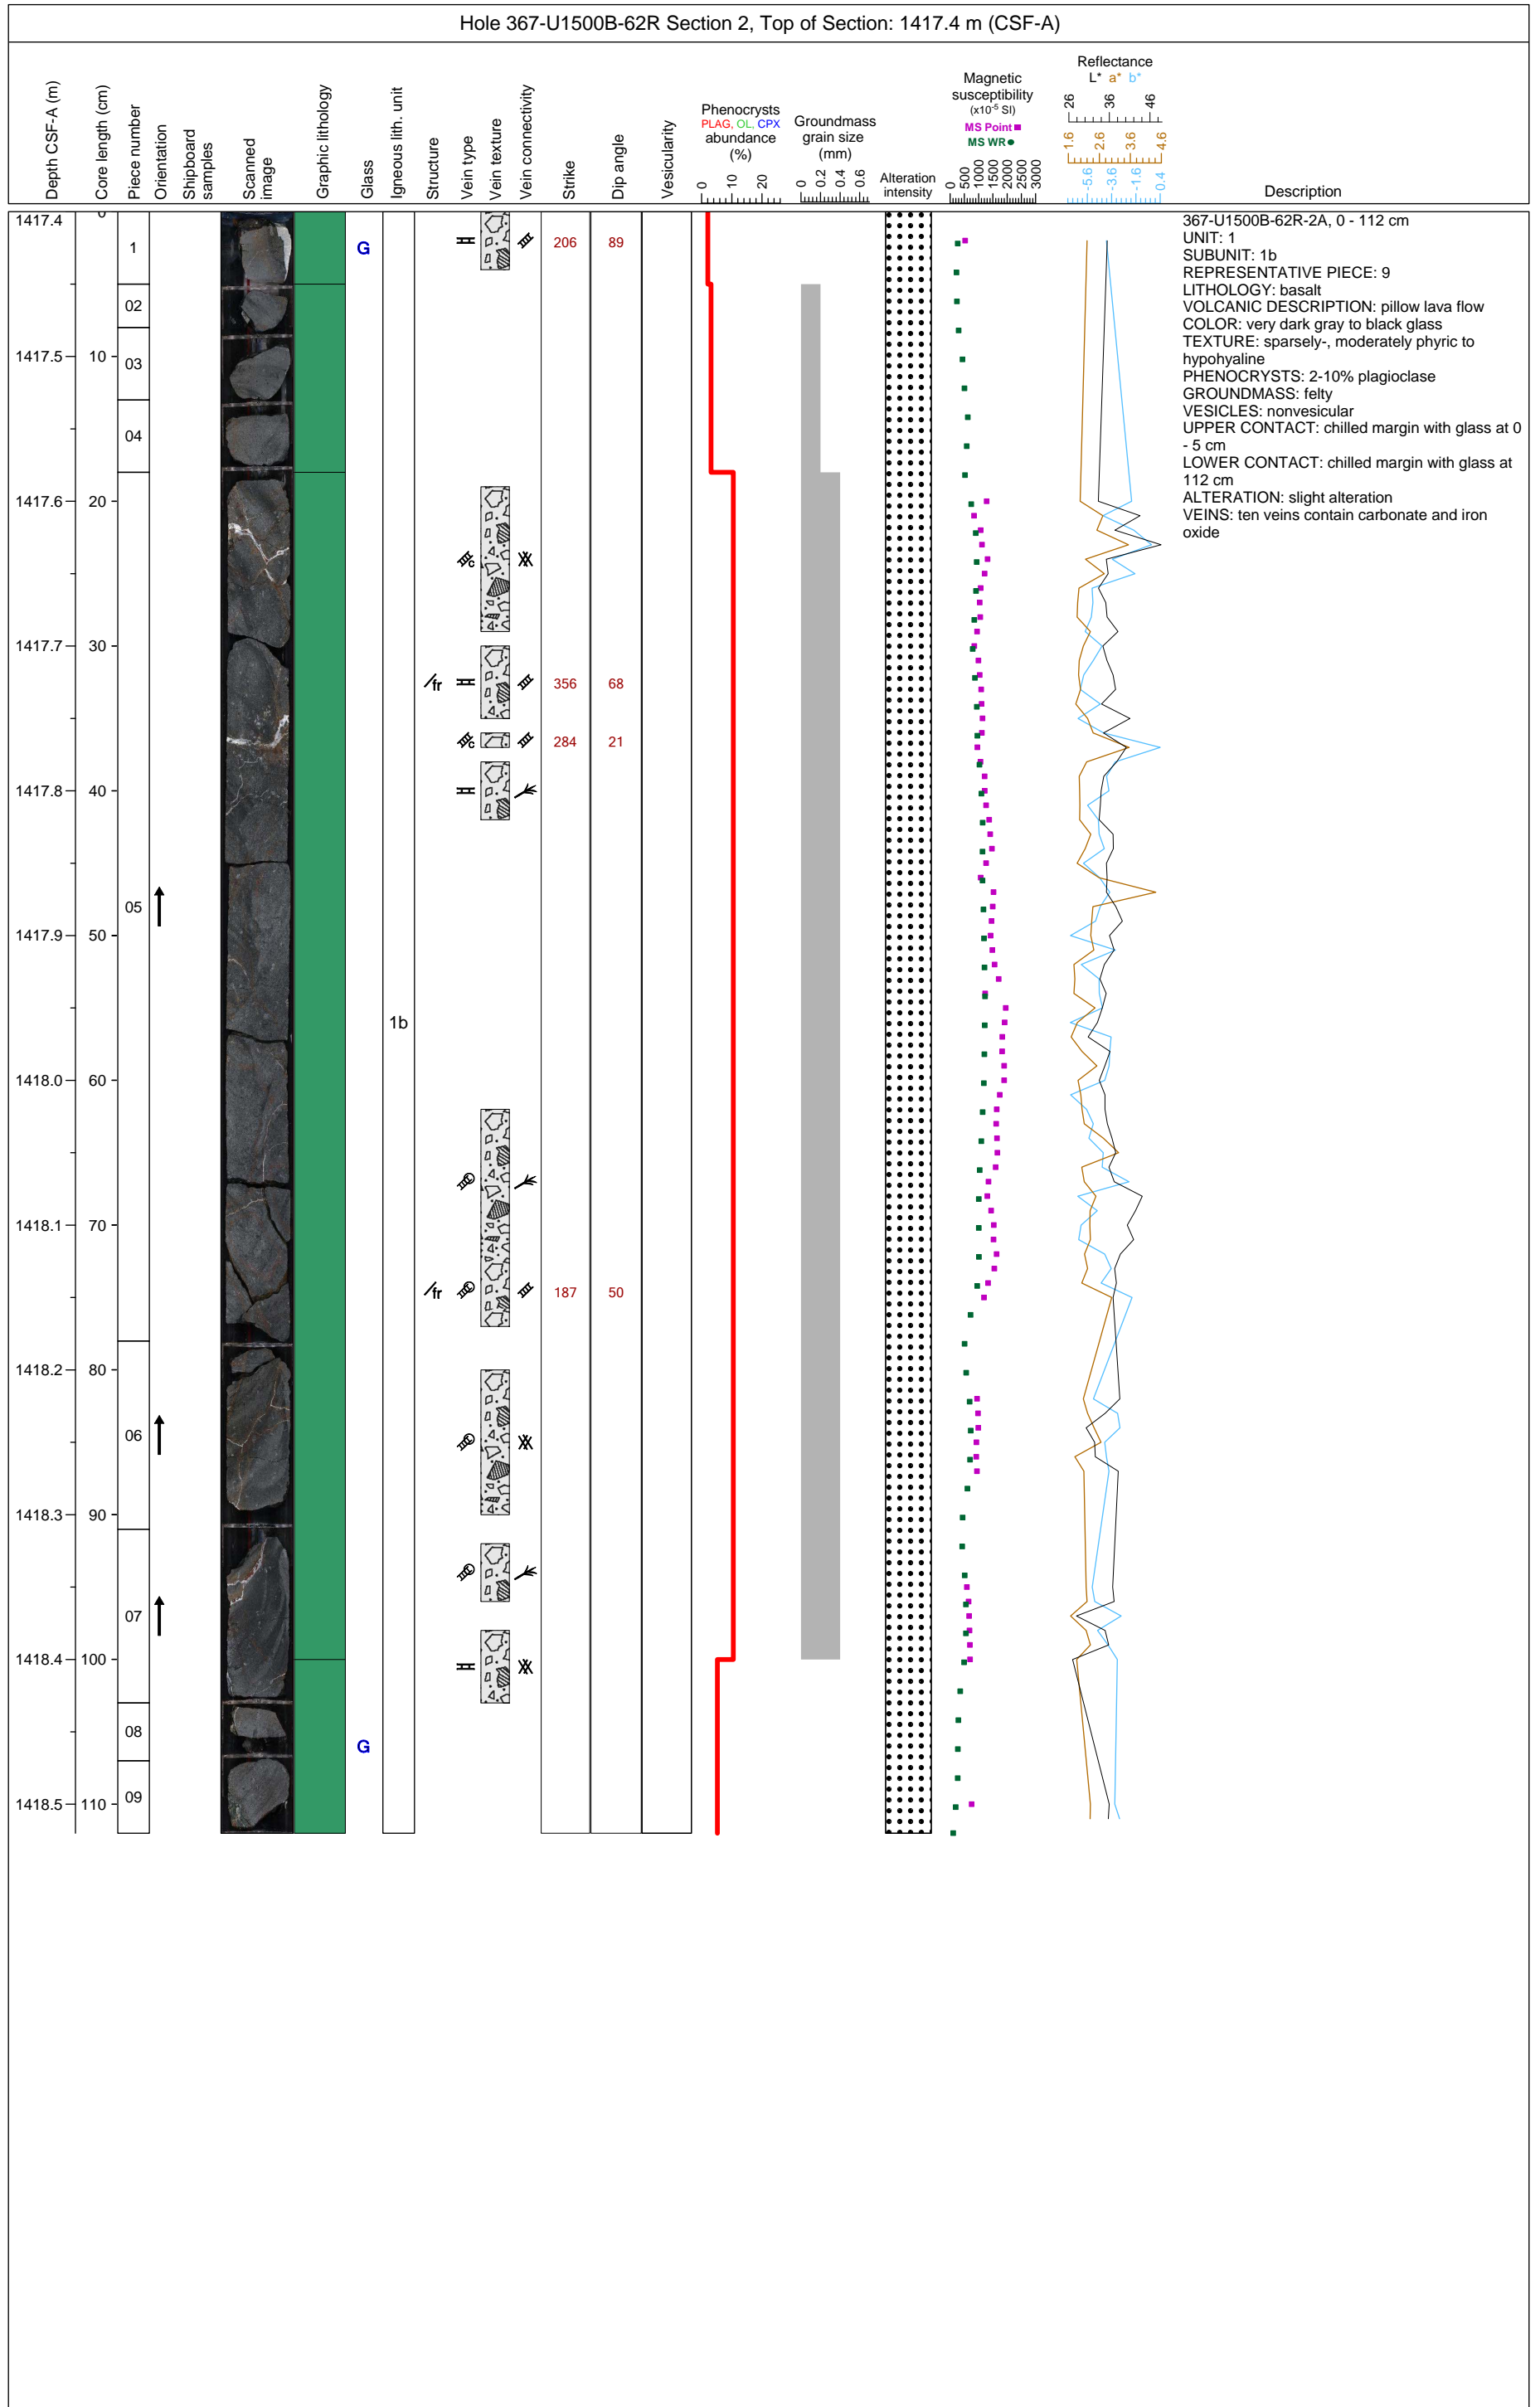 Hole 367-U1500B-62R Section 2, Top of Section: 1417.4 m (CSF-A)
Depth CSF-A (m)
Core length (cm)
Piece number
Orientation
Shipboard
samples
Scanned
image
Graphic lithology
Glass
Igneous lith. unit
Structure
Vein type
Vein texture
Vein connectivity
Strike
Dip angle
Vesicularity
Phenocrysts
PLAG, OL, CPX
abundance
(%)
0 10 20
Groundmass
grain size
(mm)
0 0.2 0.4 0.6
Alteration
intensity
Magnetic
susceptibility
(x10-5 SI)
MS Point
MS WR
0 500 1000 1500 2000 2500 3000
Reflectance
L* a* b*
26 36 46
1.6 2.6 3.6 4.6
-5.6 -3.6 -1.6 0.4
Description
1417.4 0
1417.5 10
1417.6 20
1417.7 30
1417.8 40
1417.9 50
1418.0 60
1418.1 70
1418.2 80
1418.3 90
1418.4 100
1418.5 110
1
02
03
04
05
06
07
08
09
G
G
1b
fr
fr
c
c
206 89
356 68
284 21
187 50
367-U1500B-62R-2A, 0 - 112 cm
UNIT: 1
SUBUNIT: 1b
REPRESENTATIVE PIECE: 9
LITHOLOGY: basalt
VOLCANIC DESCRIPTION: pillow lava flow
COLOR: very dark gray to black glass
TEXTURE: sparsely-, moderately phyric to
hypohyaline
PHENOCRYSTS: 2-10% plagioclase
GROUNDMASS: felty
VESICLES: nonvesicular
UPPER CONTACT: chilled margin with glass at 0
- 5 cm
LOWER CONTACT: chilled margin with glass at
112 cm
ALTERATION: slight alteration
VEINS: ten veins contain carbonate and iron
oxide